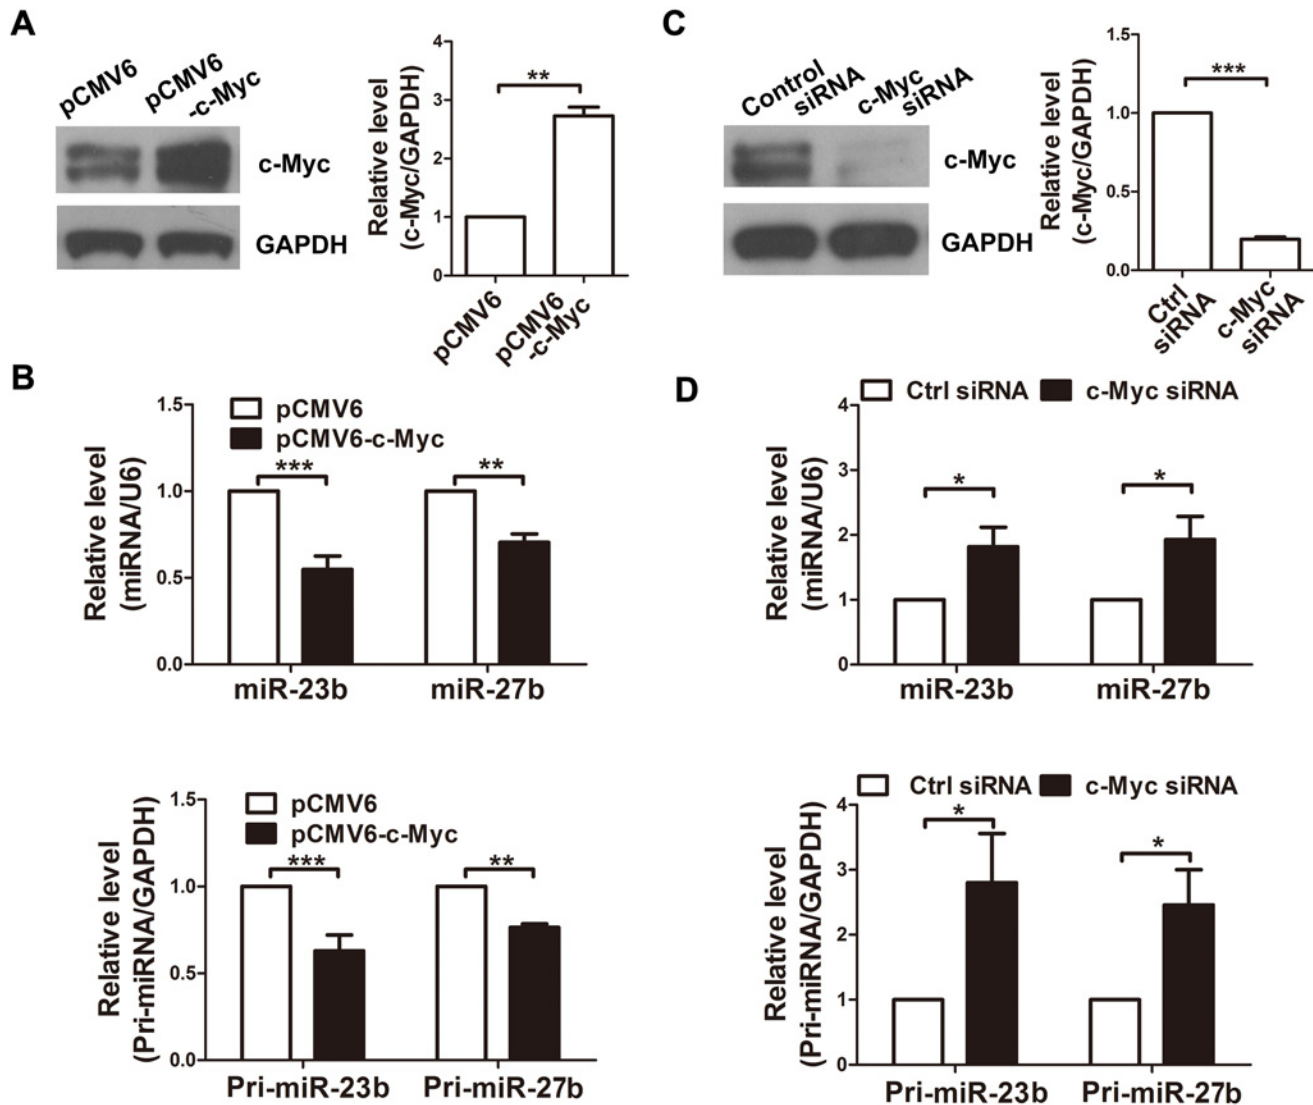 A
pCMV6
pCMV6
-c-Myc
c-Myc
GAPDH
Relative level
(c-Myc/GAPDH)
4
3
2
1
0
**
pCMV6
pCMV6
-c-Myc
C
Control
siRNA
c-Myc
siRNA
c-Myc
GAPDH
Relative level
(c-Myc/GAPDH)
1.5
1.0
0.5
0.0
***
Ctrl
siRNA
c-Myc
siRNA
B
pCMV6
pCMV6-c-Myc
Relative level
(miRNA/U6)
1.5
1.0
0.5
0.0
***
**
miR-23b
miR-27b
pCMV6
pCMV6-c-Myc
Relative level
(Pri-miRNA/GAPDH)
1.5
1.0
0.5
0.0
***
**
Pri-miR-23b
Pri-miR-27b
D
Ctrl siRNA
c-Myc siRNA
Relative level
(miRNA/U6)
4
3
2
1
0
*
*
miR-23b
miR-27b
Ctrl siRNA
c-Myc siRNA
Relative level
(Pri-miRNA/GAPDH)
4
3
2
1
0
*
*
Pri-miR-23b
Pri-miR-27b